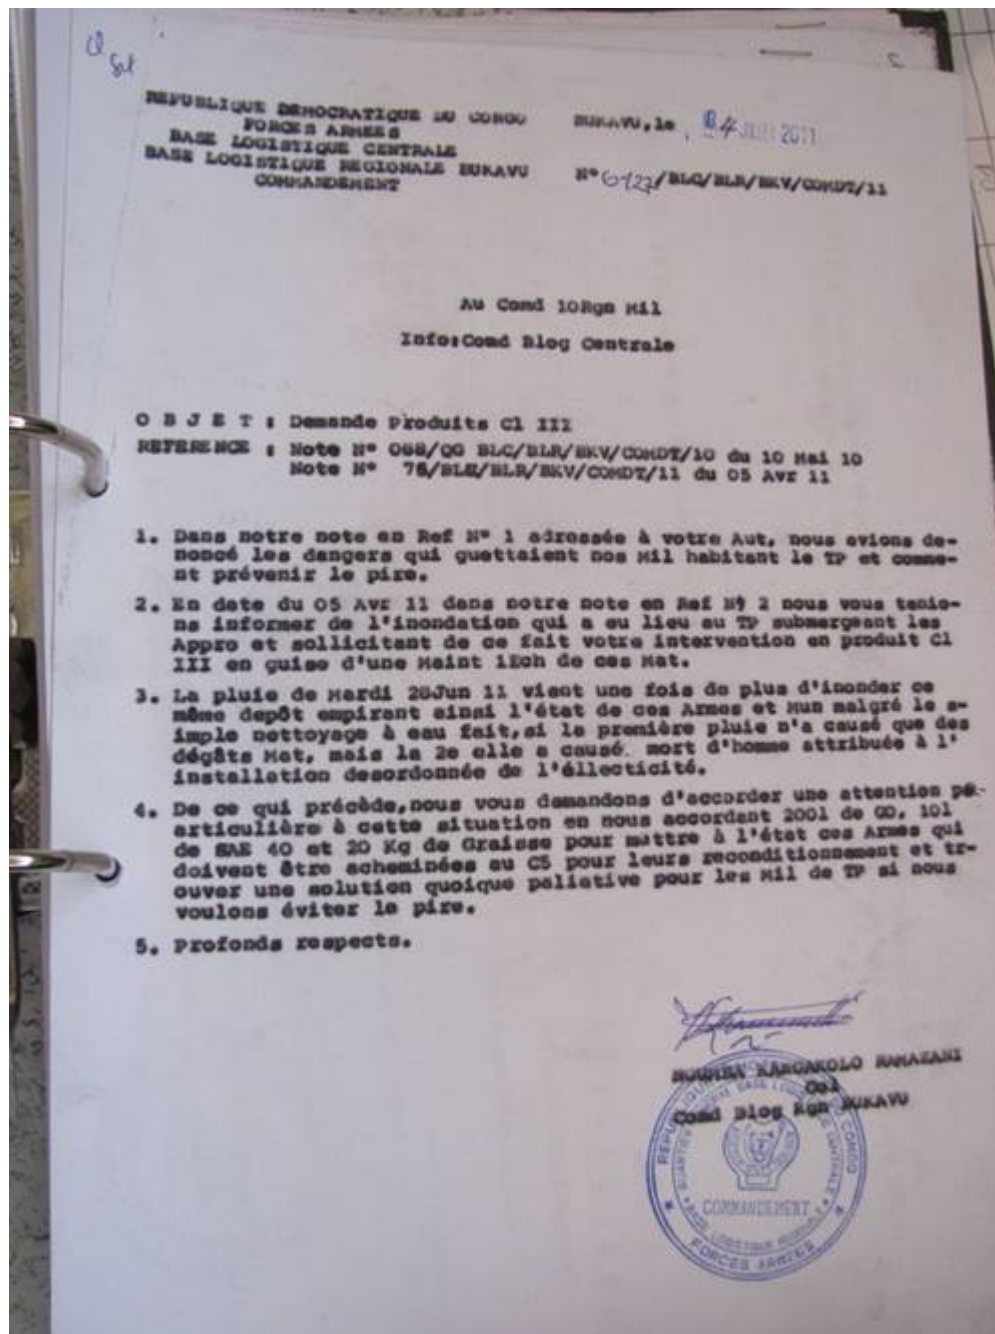 REPUBLIQUE DEMOCRATIQUE DU CONGO
FORCES ARMEES
BASE LOGISTIQUE CENTRALE
BASE LOGISTIQUE REGIONALE BUKAVU
COMMANDEMENT
BUKAVU, le 04 JUIL 2011
N° /BLC/BLR/BKV/COMDT/11
Au Comd 10Rgn Mil
Info:Comd Blog Centrale
O B J E T : Demande Produits Cl III
REFERENCE : Note N° 068/QG BLC/BLR/BKV/COMDT/10 du 10 Mai 10
Note N° 76/BLC/BLR/BKV/COMDT/11 du 05 Avr 11
1. Dans notre note en Ref N° 1 adressée à votre Aut, nous avions de-
noncé les dangers qui guettaient nos Mil habitant le TP et comme-
nt prévenir le pire.
2. En date du 05 Avr 11 dans notre note en Ref N° 2 nous vous tenio-
ns informer de l'inondation qui a eu lieu au TP submergeant les
Appro et sollicitant de ce fait votre intervention en produit Cl
III en guise d'une Maint 1Ech de ces Mat.
3. La pluie de Mardi 28Jun 11 vient une fois de plus d'inonder ce
même depôt empirant ainsi l'état de ces Armes et Mun malgré le s-
imple nettoyage à eau fait,si la première pluie n'a causé que des
dégâts Mat, mais la 2e elle a causé. mort d'homme attribuée à l'
installation desordonnée de l'éllecticité.
4. De ce qui précède,nous vous demandons d'accorder une attention pa-
articulière à cette situation en nous accordant 200l de GO, 10l
de SAE 40 et 20 Kg de Graisse pour mettre à l'état ces Armes qui
doivent être acheminées au C5 pour leurs reconditionnement et tr-
ouver une solution quoique paliative pour les Mil de TP si nous
voulons éviter le pire.
5. Profonds respects.
RAMAZANI
Col
Comd Blog Rgn BUKAVU
COMMANDEMENT
FORCES ARMEES